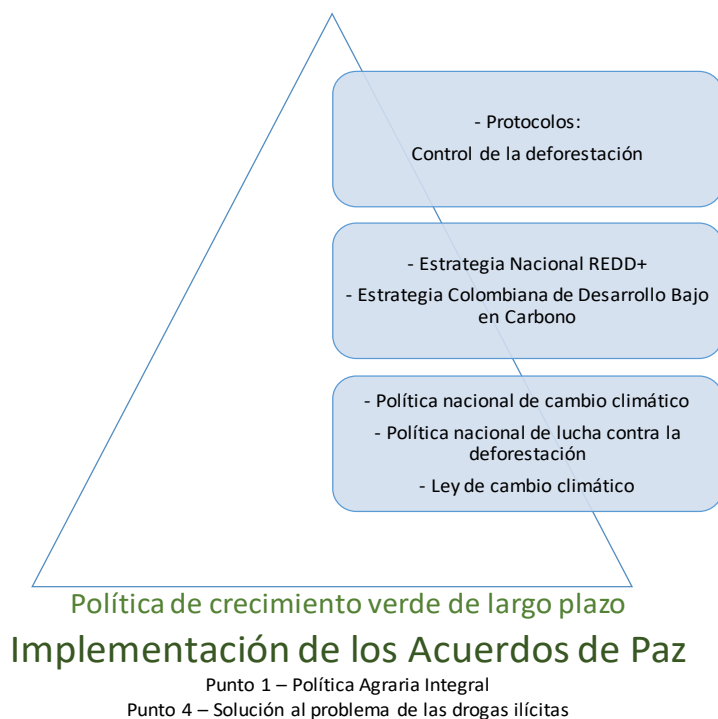 - Protocolos:
Control de la deforestación
- Estrategia Nacional REDD+
- Estrategia Colombiana de Desarrollo Bajo
en Carbono
- Política nacional de cambio climático
- Política nacional de lucha contra la
deforestación
- Ley de cambio climático
Política de crecimiento verde de largo plazo
Implementación de los Acuerdos de Paz
Punto 1 – Política Agraria Integral
Punto 4 – Solución al problema de las drogas ilícitas